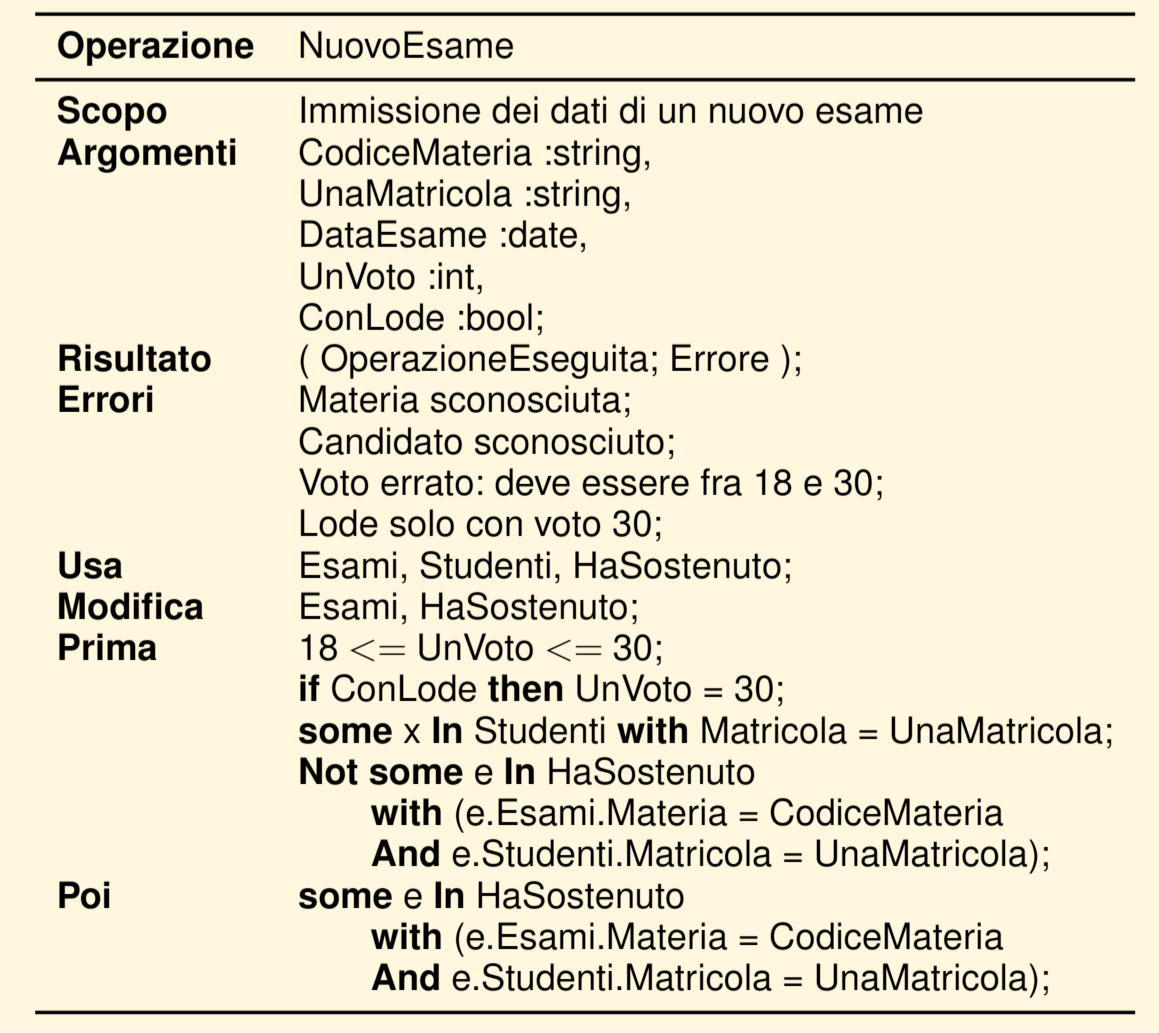 Operazione NuovoEsame
Scopo Immissione dei dati di un nuovo esame
Argomenti CodiceMateria :string,
UnaMatricola :string,
DataEsame :date,
UnVoto :int,
ConLode :bool;
Risultato ( OperazioneEseguita; Errore );
Errori Materia sconosciuta;
Candidato sconosciuto;
Voto errato: deve essere fra 18 e 30;
Lode solo con voto 30;
Usa Esami, Studenti, HaSostenuto;
Modifica Esami, HaSostenuto;
Prima 18 <= UnVoto <= 30;
if ConLode then UnVoto = 30;
some x In Studenti with Matricola = UnaMatricola;
Not some e In HaSostenuto
with (e.Esami.Materia = CodiceMateria
And e.Studenti.Matricola = UnaMatricola);
Poi some e In HaSostenuto
with (e.Esami.Materia = CodiceMateria
And e.Studenti.Matricola = UnaMatricola);